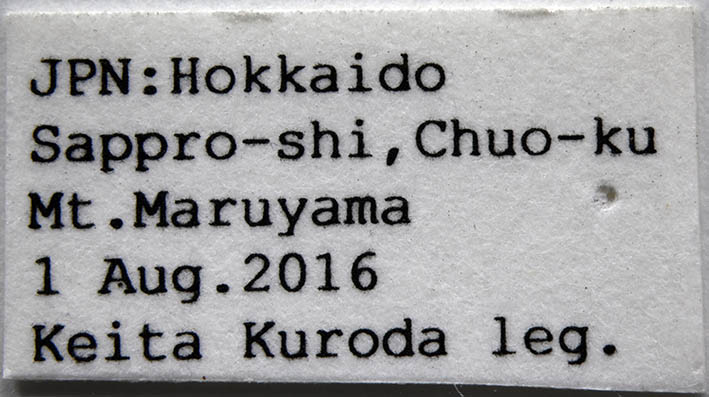 JPN:Hokkaido
Sappro-shi,Chuo-ku
Mt.Maruyama
1 Aug.2016
Keita Kuroda leg.